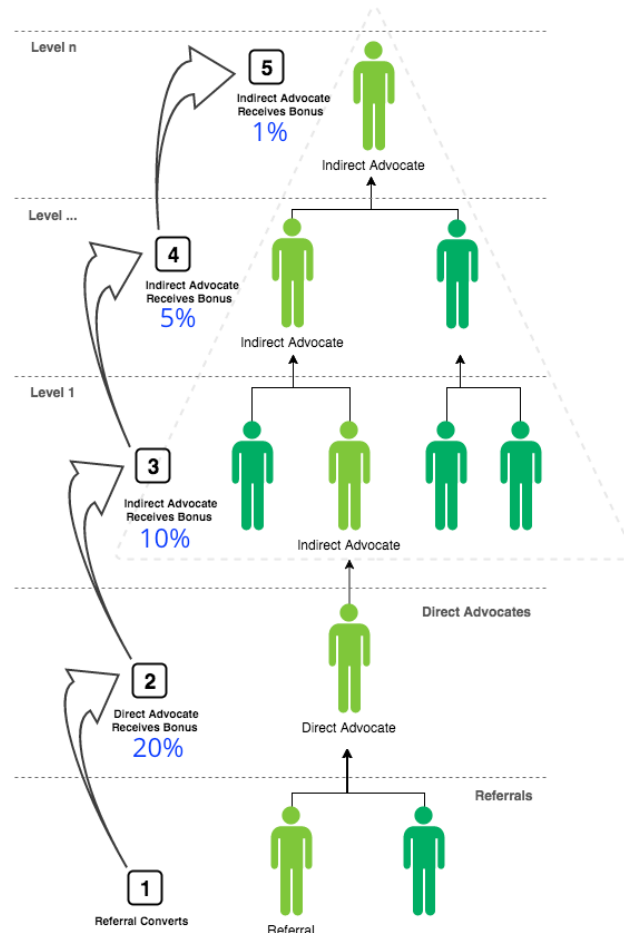 Level n
5
Indirect Advocate
Receives Bonus
1%
Indirect Advocate
Level ...
4
Indirect Advocate
Receives Bonus
5%
Indirect Advocate
Level 1
3
Indirect Advocate
Receives Bonus
10%
Indirect Advocate
Direct Advocates
2
Direct Advocate
Receives Bonus
20%
Direct Advocate
Referrals
1
Referral Converts
Referral